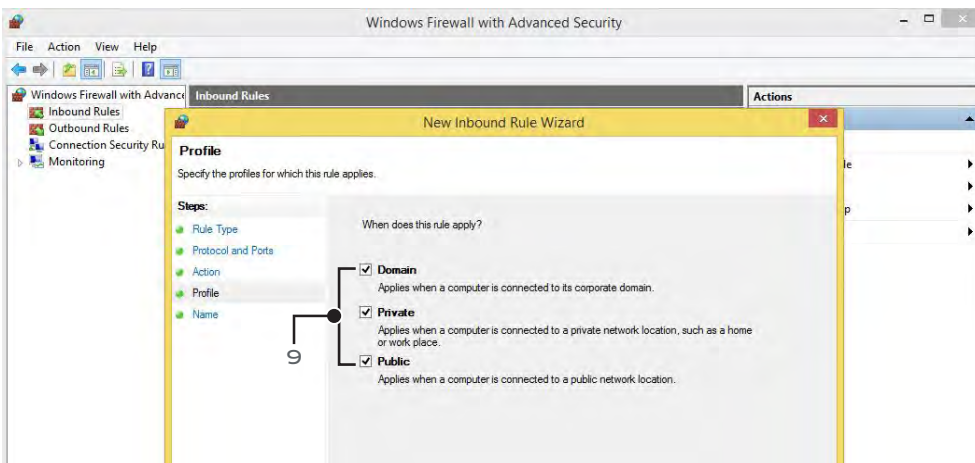 Windows Firewall with Advanced Security
File Action View Help
Windows Firewall with Advance
Inbound Rules
Outbound Rules
Connection Security Ru
Monitoring
Inbound Rules
Actions
New Inbound Rule Wizard
Profile
Specify the profiles for which this rule applies.
Steps:
Rule Type
Protocol and Ports
Action
Profile
Name
When does this rule apply?
Domain
Applies when a computer is connected to its corporate domain.
Private
Applies when a computer is connected to a private network location, such as a home
or work place.
Public
Applies when a computer is connected to a public network location.
9
le
p